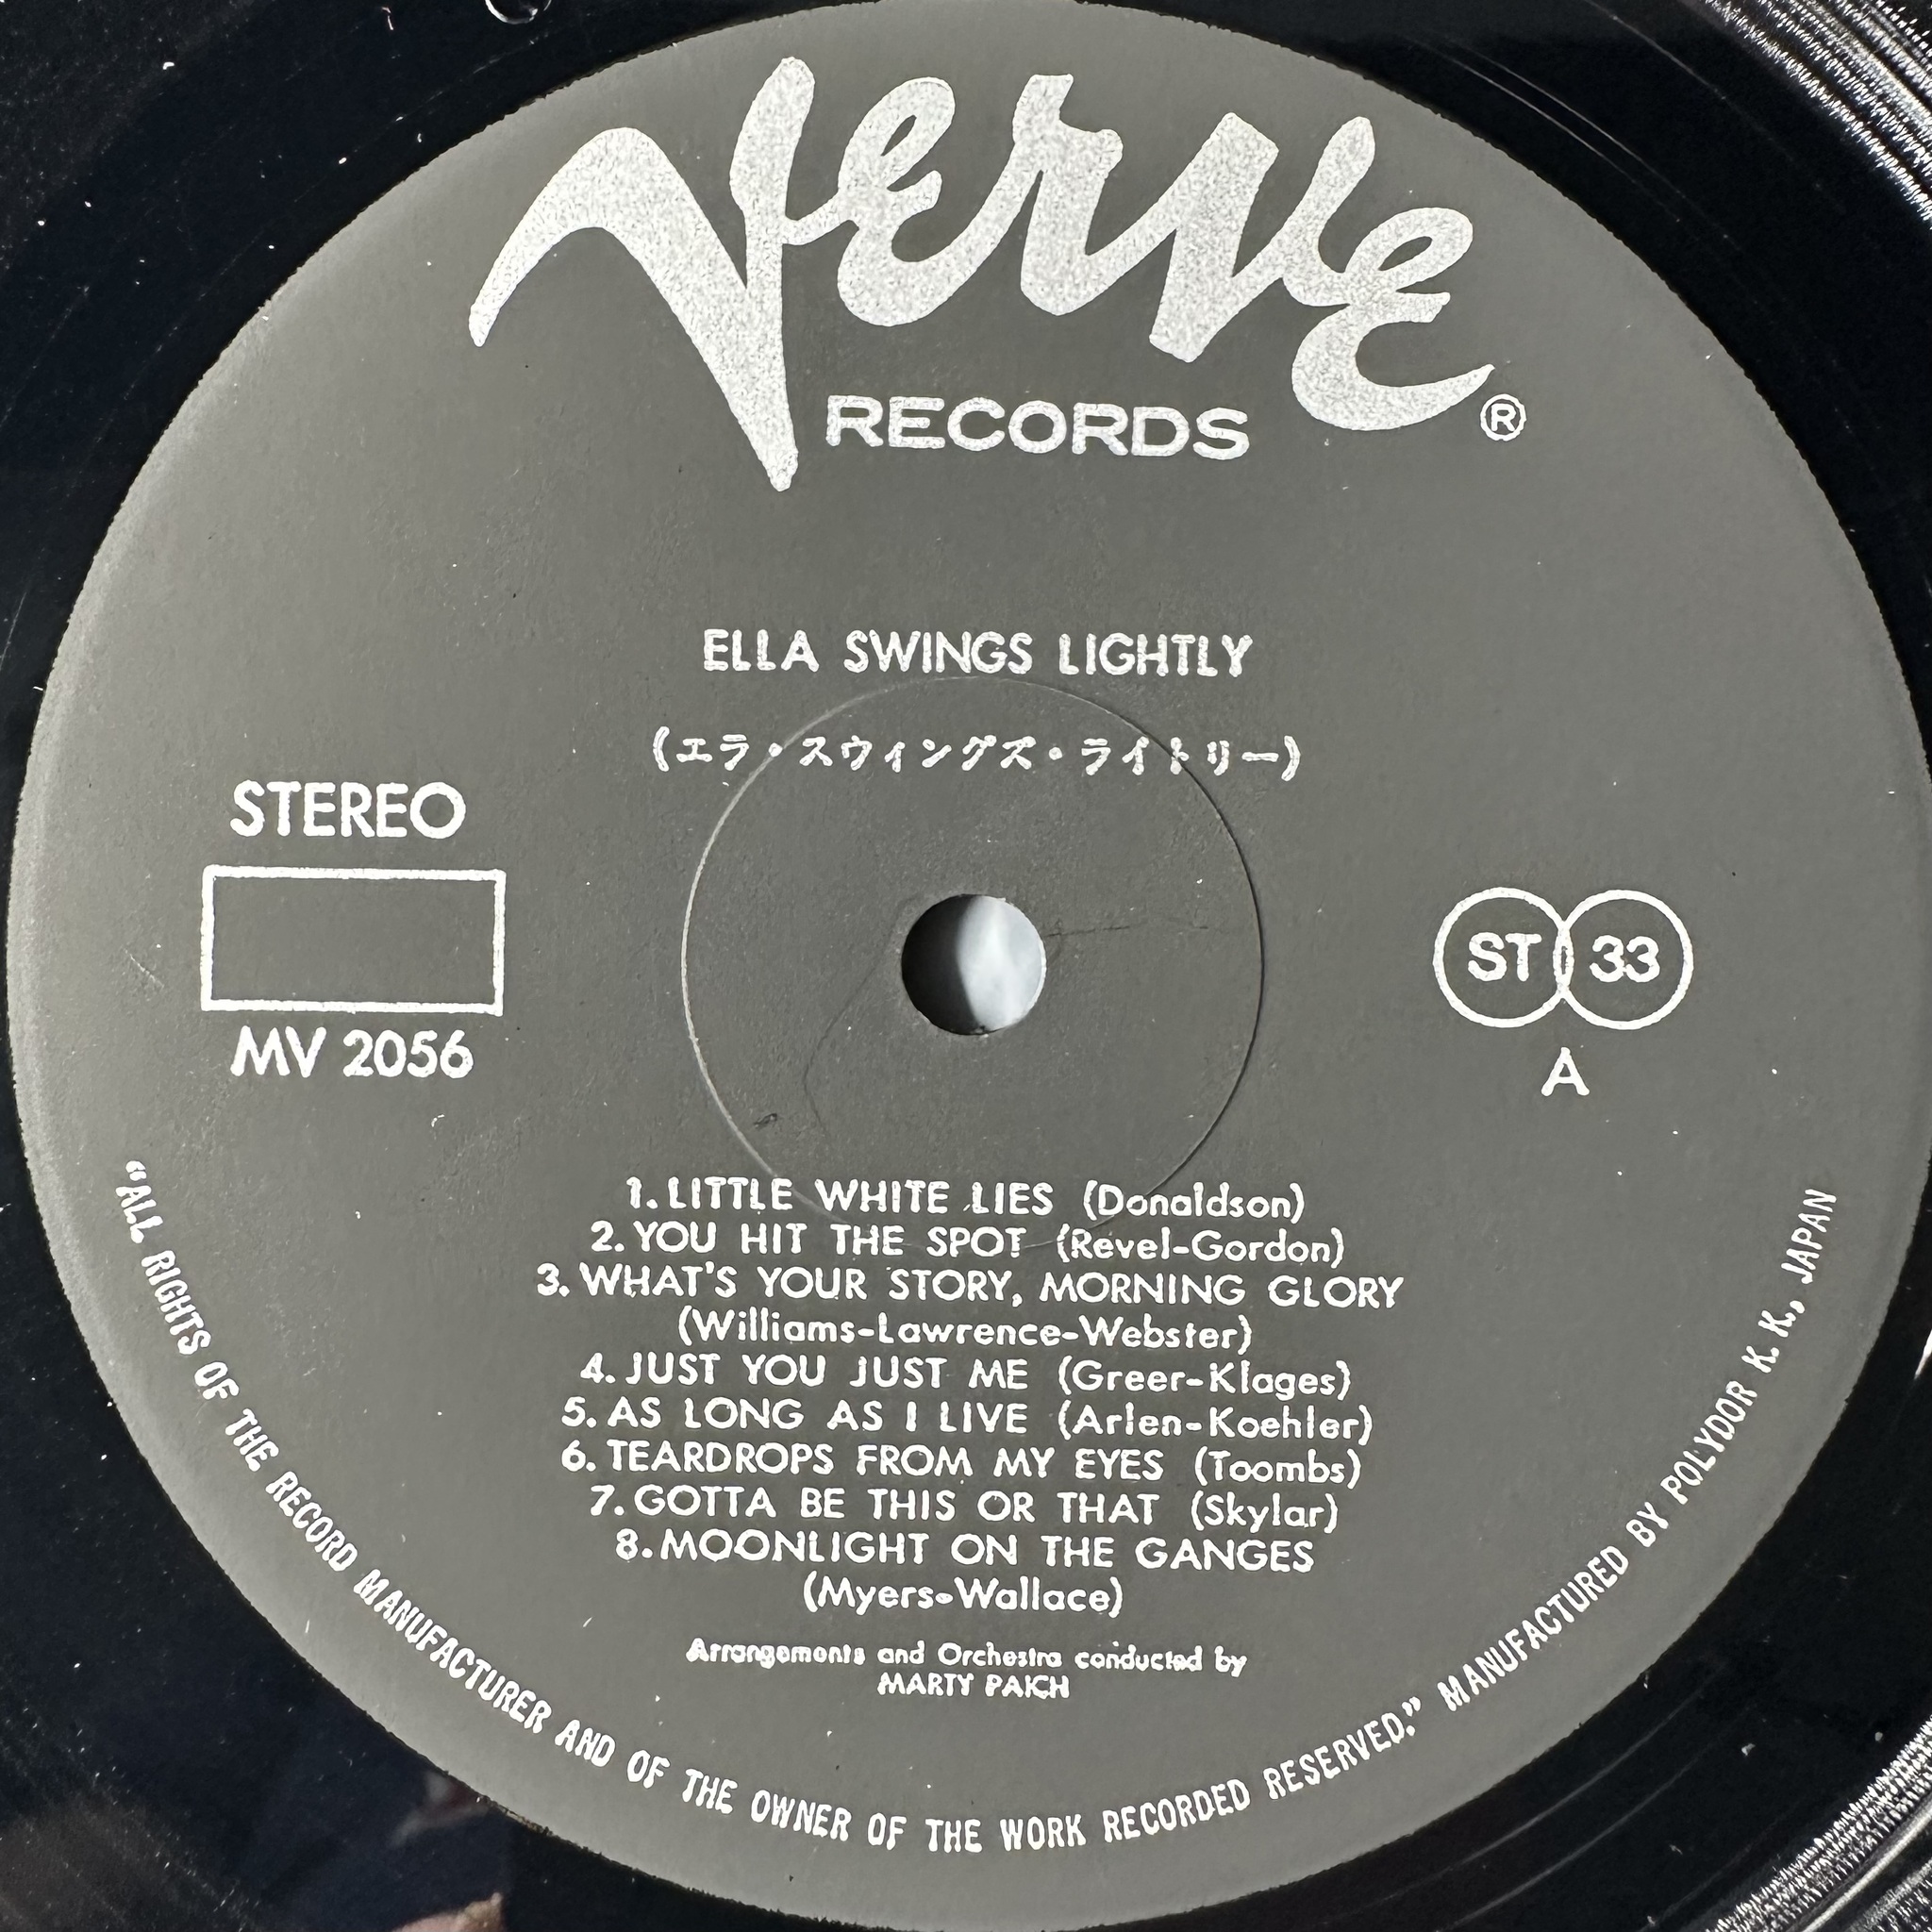 Verve
RECORDS ®
ELLA SWINGS LIGHTLY
(エラ・スウィングズ・ライトリー)
STEREO
MV 2056
ST 33
A
1. LITTLE WHITE LIES (Donaldson)
2. YOU HIT THE SPOT (Revel-Gordon)
3. WHAT'S YOUR STORY, MORNING GLORY
(Williams-Lawrence-Webster)
4. JUST YOU JUST ME (Greer-Klages)
5. AS LONG AS I LIVE (Arlen-Koehler)
6. TEARDROPS FROM MY EYES (Toombs)
7. GOTTA BE THIS OR THAT (Skylar)
8. MOONLIGHT ON THE GANGES
(Myers-Wallace)
Arrangements and Orchestra conducted by
MARTY PAICH
"ALL RIGHTS OF THE RECORD MANUFACTURER AND OF THE OWNER OF THE WORK RECORDED RESERVED." MANUFACTURED BY POLYDOR K. K., JAPAN